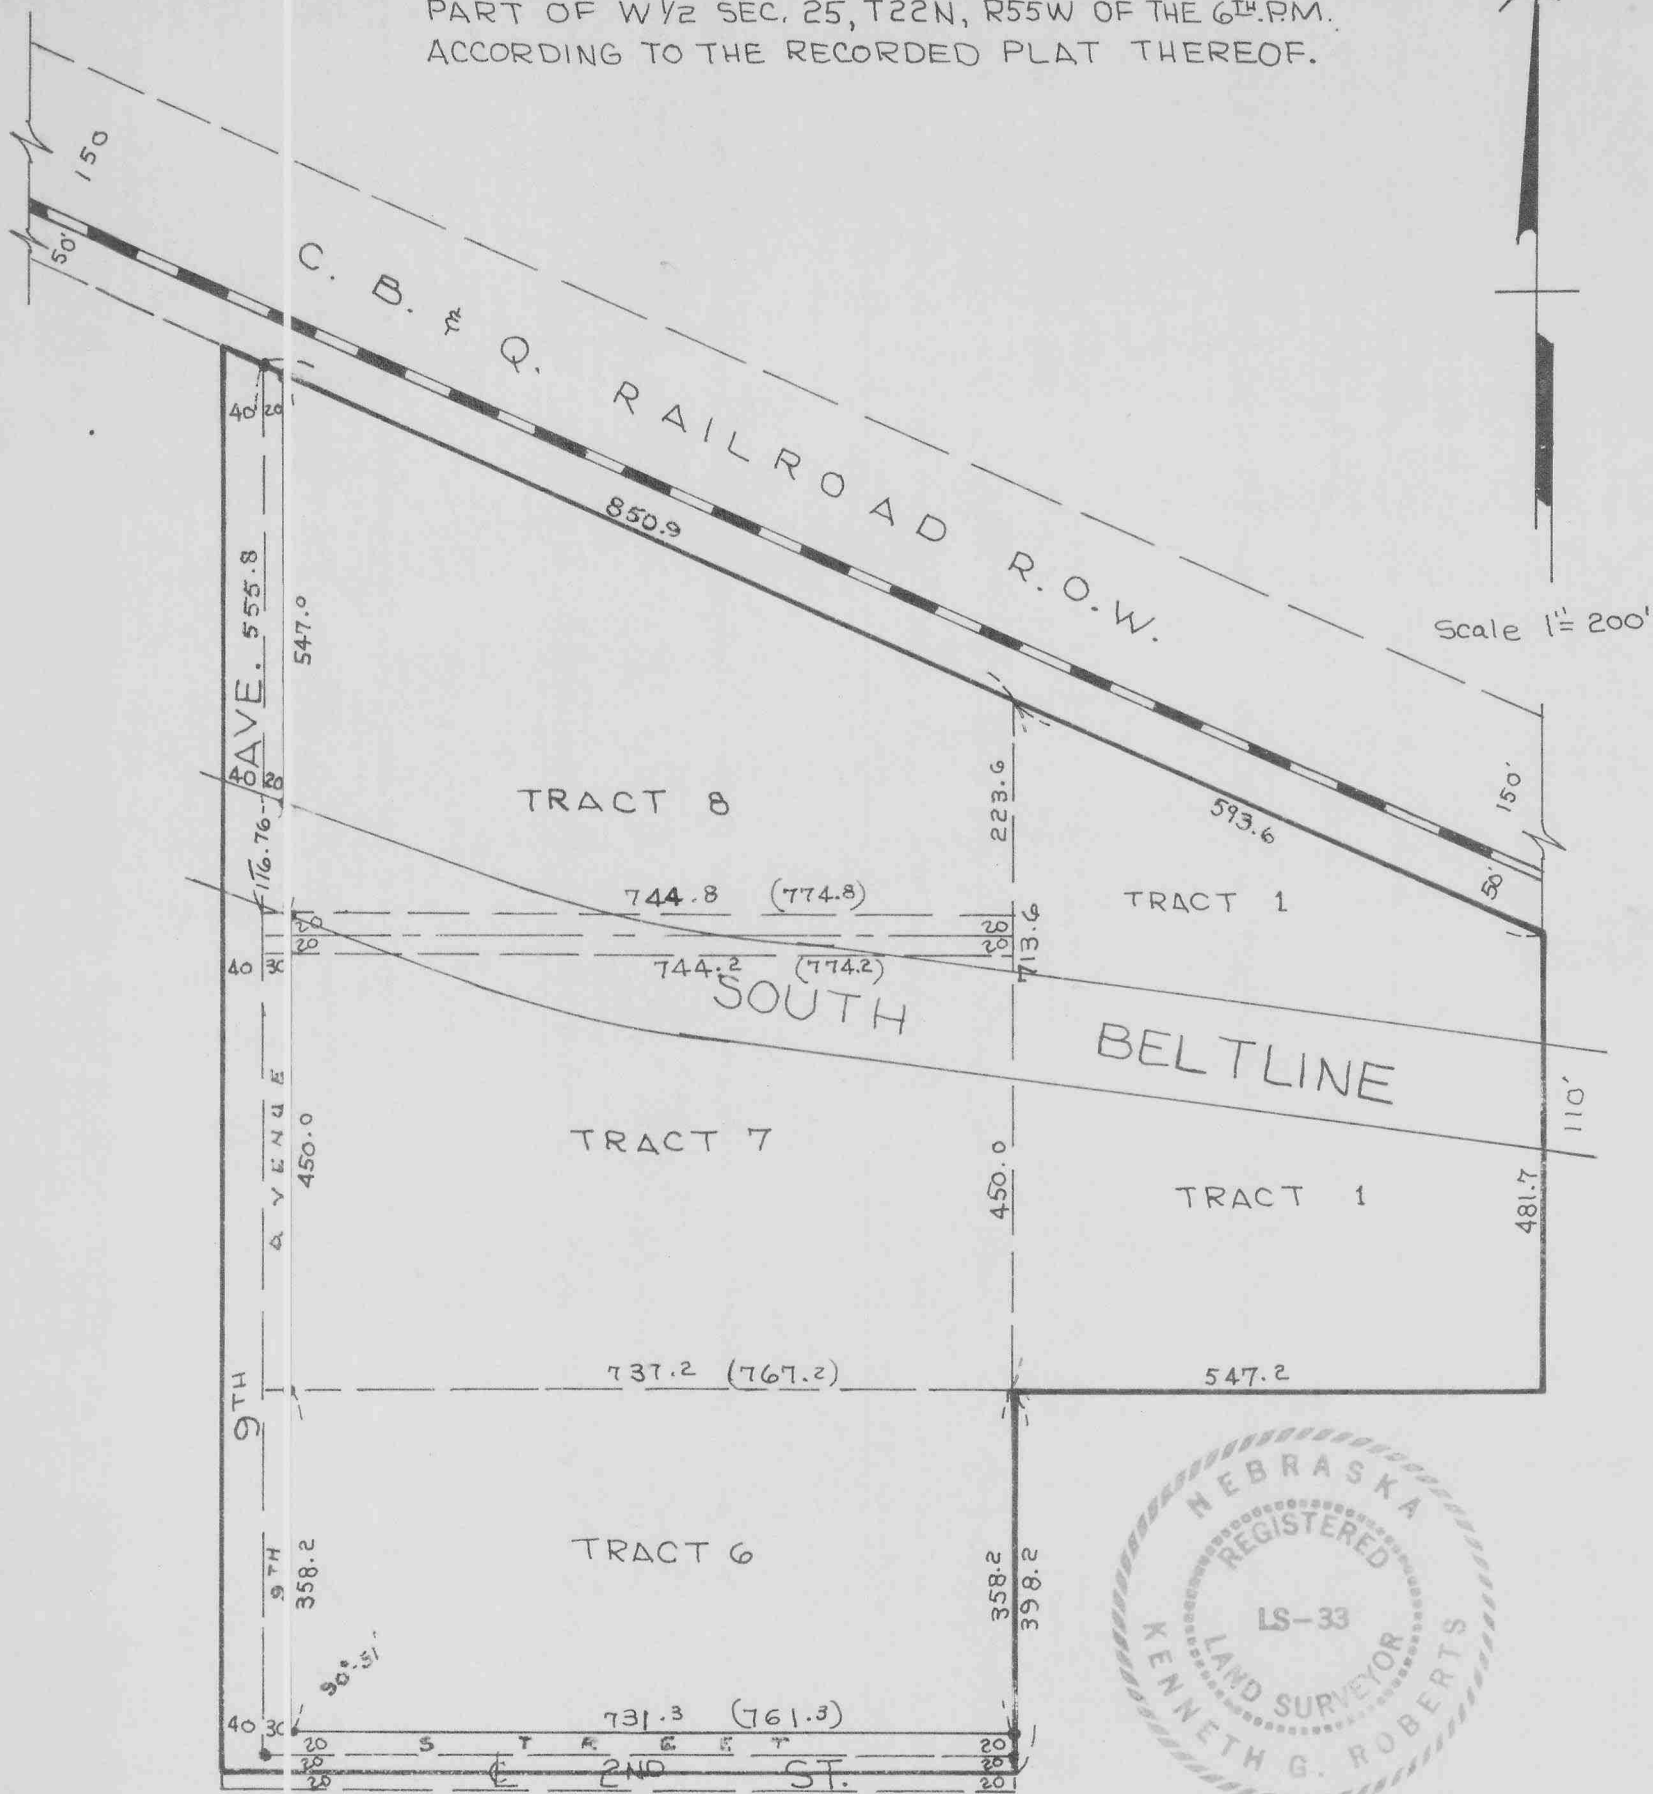 PART OF W 1/2 SEC. 25, T22N, R55W OF THE 6TH. P.M.
ACCORDING TO THE RECORDED PLAT THEREOF.
150
50'
C. B. & Q. RAILROAD R.O.W.
40 20
850.9
AVE. 555.8
547.0
Scale 1"= 200'
40 20
116.76
TRACT 8
223.6
593.6
150'
50'
744.8 (774.8)
TRACT 1
20 20
20 20
713.6
40 30
744.2 (774.2)
SOUTH BELTLINE
110'
AVENUE
450.0
TRACT 7
450.0
TRACT 1
481.7
737.2 (767.2)
547.2
9TH
9TH
358.2
TRACT 6
358.2
398.2
NEBRASKA
REGISTERED
LS-33
LAND SURVEYOR
KENNETH G. ROBERTS
90°-51'
731.3 (761.3)
40 30
20 STREET 20
20 20
20 ℄ 2ND ST. 20